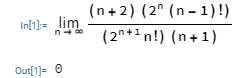 In[1]:= lim n→∞ ((n + 2) (2^n (n - 1)!)) / ((2^(n+1) n!) (n + 1))
Out[1]= 0